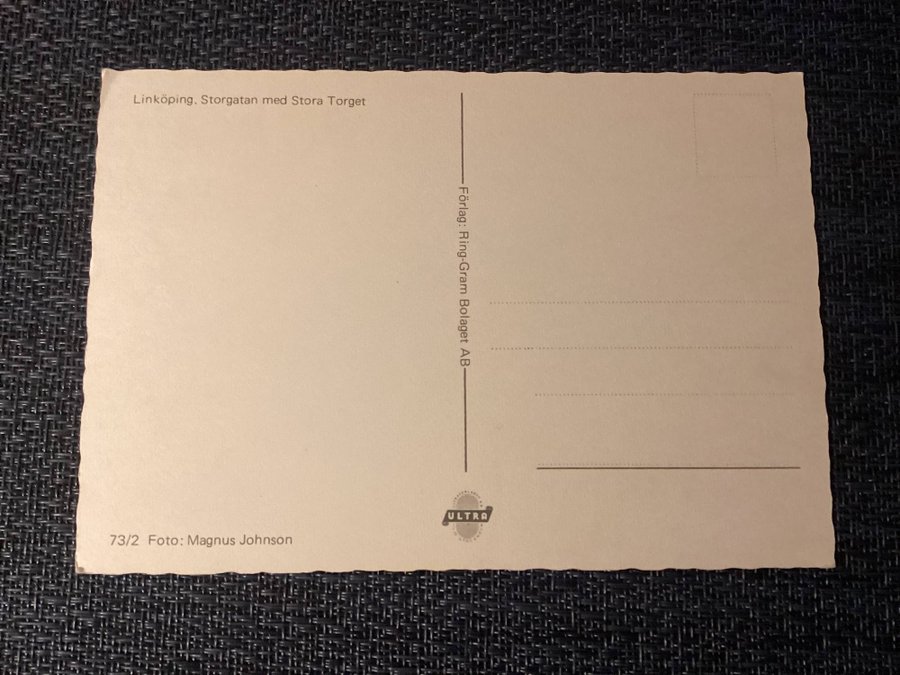 Linköping. Storgatan med Stora Torget
Förlag: Ring-Gram Bolaget AB
ULTRA
73/2 Foto: Magnus Johnson